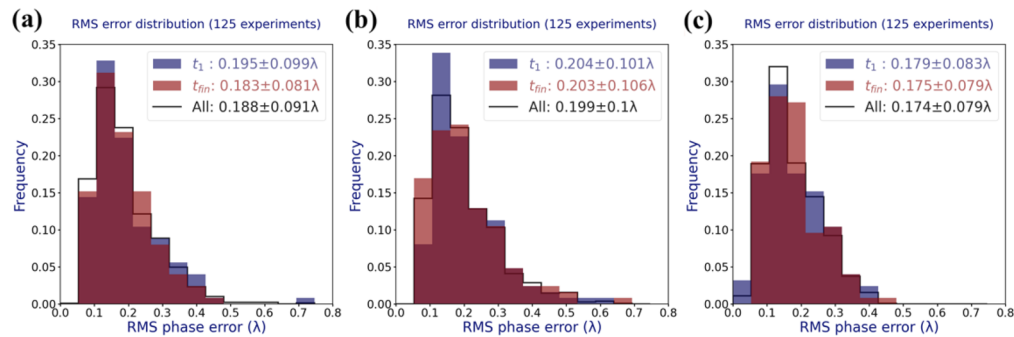 (a)
RMS error distribution (125 experiments)
t1 : 0.195±0.099λ
tfin: 0.183±0.081λ
All: 0.188±0.091λ
Frequency
0.35
0.30
0.25
0.20
0.15
0.10
0.05
0.00
0.0 0.1 0.2 0.3 0.4 0.5 0.6 0.7 0.8
RMS phase error (λ)
(b)
RMS error distribution (125 experiments)
t1 : 0.204±0.101λ
tfin: 0.203±0.106λ
All: 0.199±0.1λ
Frequency
0.35
0.30
0.25
0.20
0.15
0.10
0.05
0.00
0.0 0.1 0.2 0.3 0.4 0.5 0.6 0.7 0.8
RMS phase error (λ)
(c)
RMS error distribution (125 experiments)
t1 : 0.179±0.083λ
tfin: 0.175±0.079λ
All: 0.174±0.079λ
Frequency
0.35
0.30
0.25
0.20
0.15
0.10
0.05
0.00
0.0 0.1 0.2 0.3 0.4 0.5 0.6 0.7 0.8
RMS phase error (λ)